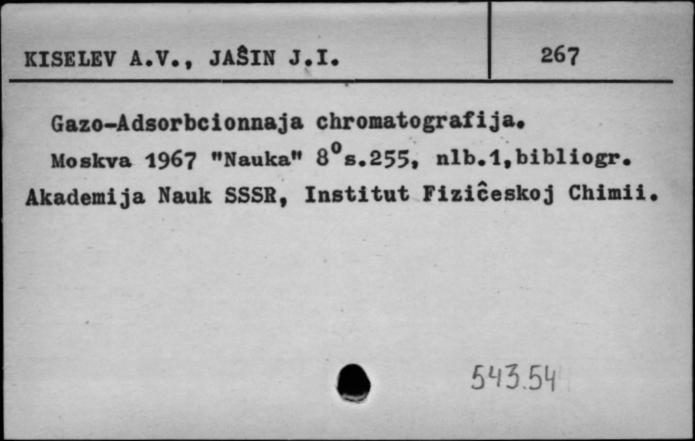 KISELEV A.V., JAŜIN J.I. 267
Gazo-Adsorbcionnaja chromatografija.
Moskva 1967 "Nauka" 8⁰s.255, nlb.1,bibliogr.
Akademija Nauk SSSR, Institut Fiziĉeskoj Chimii.
543.54